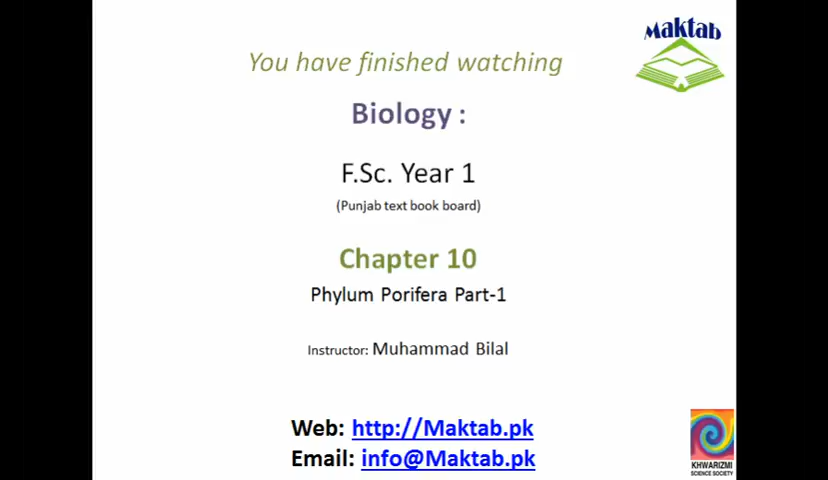 Maktab
You have finished watching
Biology :
F.Sc. Year 1
(Punjab text book board)
Chapter 10
Phylum Porifera Part-1
Instructor: Muhammad Bilal
Web: http://Maktab.pk
Email: info@Maktab.pk
KHWARIZMI
SCIENCE SOCIETY